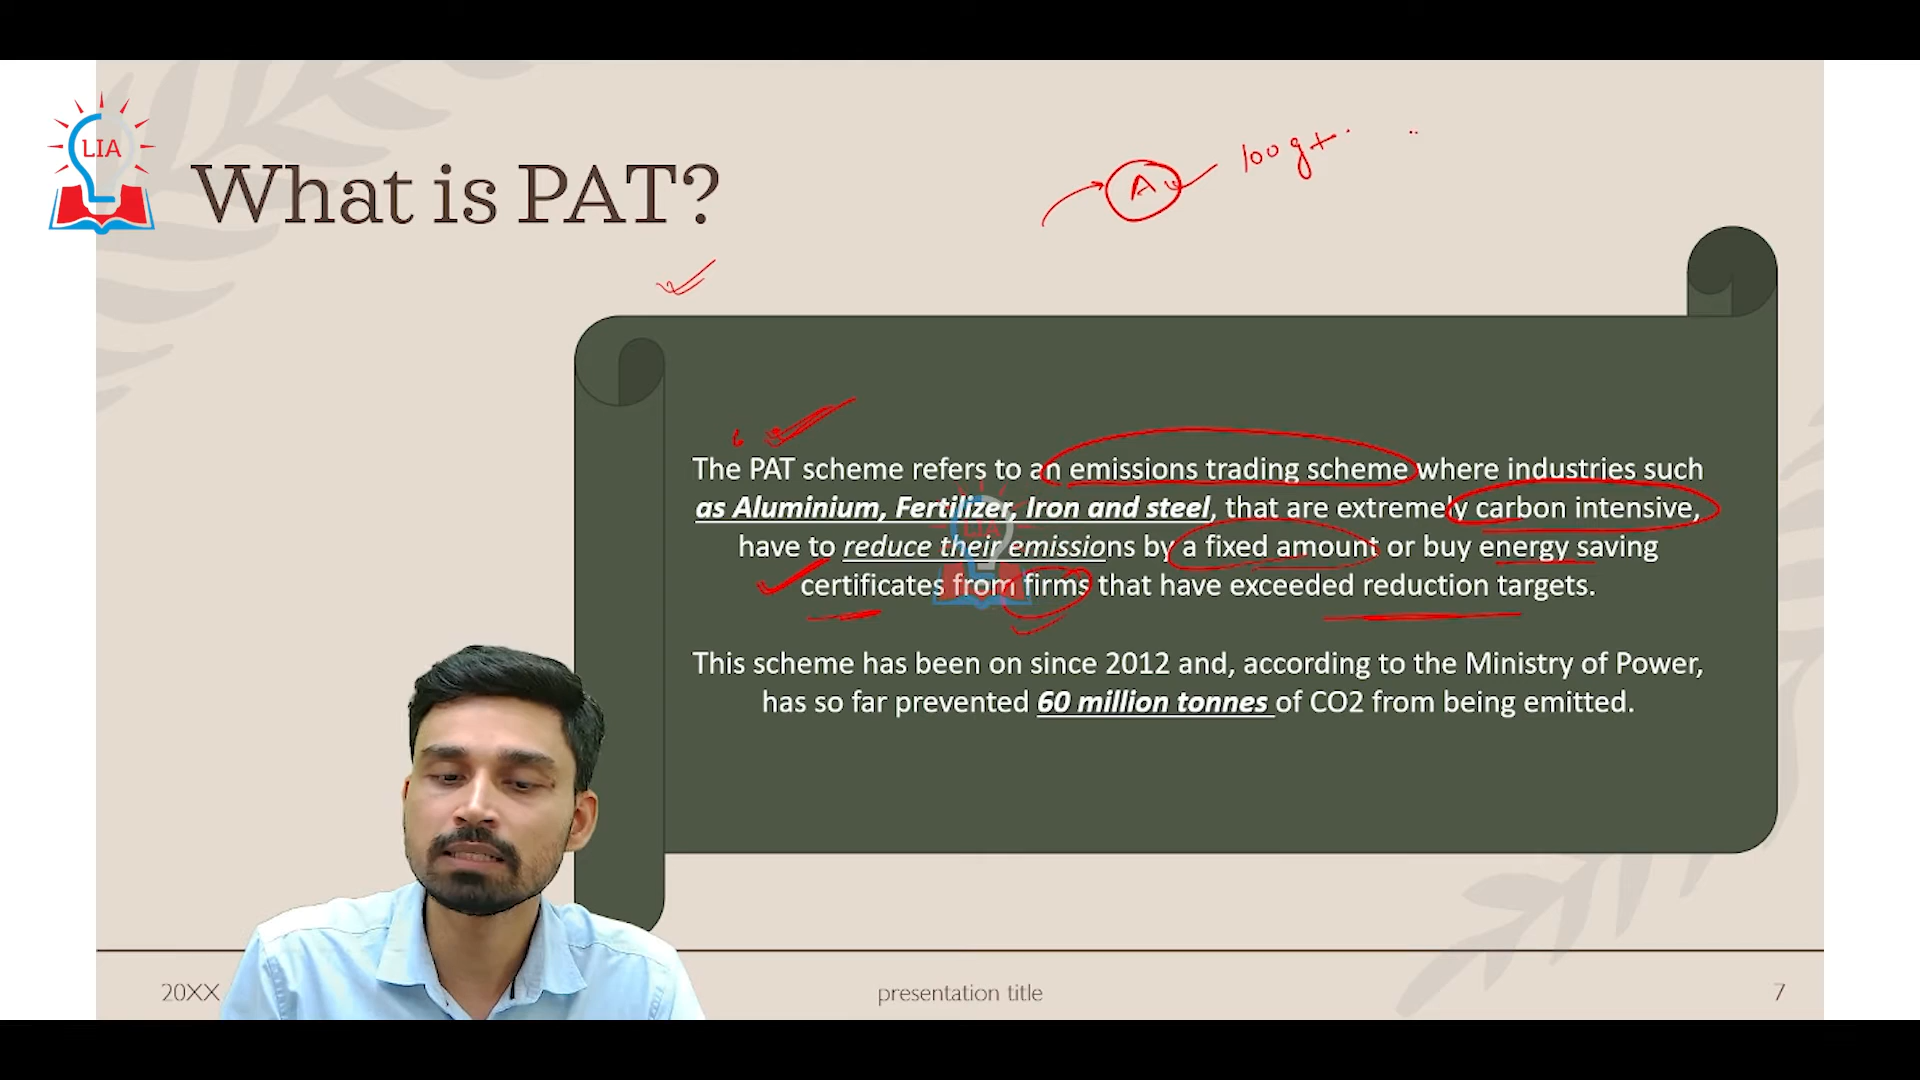 LIA
What is PAT?
A
100 gt
The PAT scheme refers to an emissions trading scheme where industries such
as Aluminium, Fertilizer, Iron and steel, that are extremely carbon intensive,
have to reduce their emissions by a fixed amount or buy energy saving
certificates from firms that have exceeded reduction targets.
LIA
This scheme has been on since 2012 and, according to the Ministry of Power,
has so far prevented 60 million tonnes of CO2 from being emitted.
20XX
presentation title
7